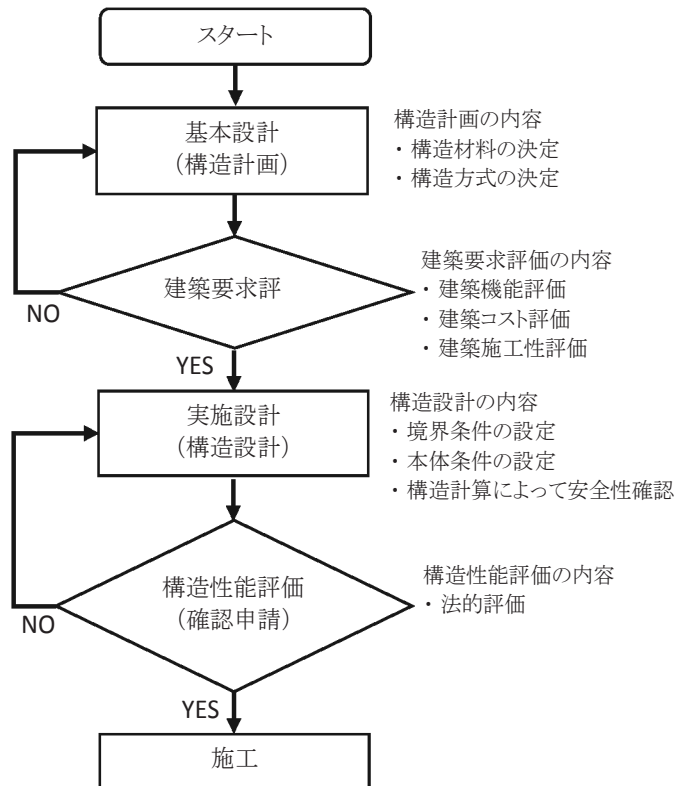 スタート
基本設計
（構造計画）
構造計画の内容
・構造材料の決定
・構造方式の決定
建築要求評
建築要求評価の内容
・建築機能評価
・建築コスト評価
・建築施工性評価
NO
YES
実施設計
（構造設計）
構造設計の内容
・境界条件の設定
・本体条件の設定
・構造計算によって安全性確認
構造性能評価
（確認申請）
構造性能評価の内容
・法的評価
NO
YES
施工